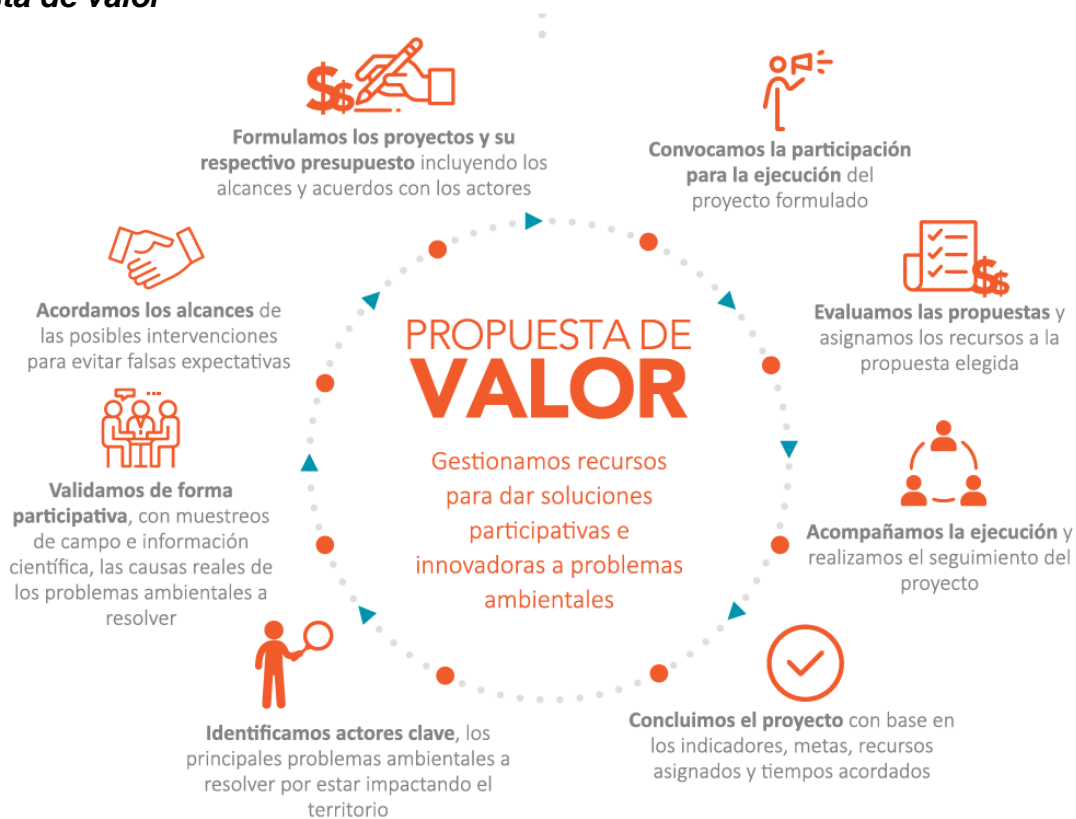 Formulamos los proyectos y su
respectivo presupuesto incluyendo los
alcances y acuerdos con los actores
Convocamos la participación
para la ejecución del
proyecto formulado
Acordamos los alcances de
las posibles intervenciones
para evitar falsas expectativas
Evaluamos las propuestas y
asignamos los recursos a la
propuesta elegida
PROPUESTA DE
VALOR
Gestionamos recursos
para dar soluciones
participativas e
innovadoras a problemas
ambientales
Validamos de forma
participativa, con muestreos
de campo e información
científica, las causas reales de
los problemas ambientales a
resolver
Acompañamos la ejecución y
realizamos el seguimiento del
proyecto
Identificamos actores clave, los
principales problemas ambientales a
resolver por estar impactando el
territorio
Concluimos el proyecto con base en
los indicadores, metas, recursos
asignados y tiempos acordados